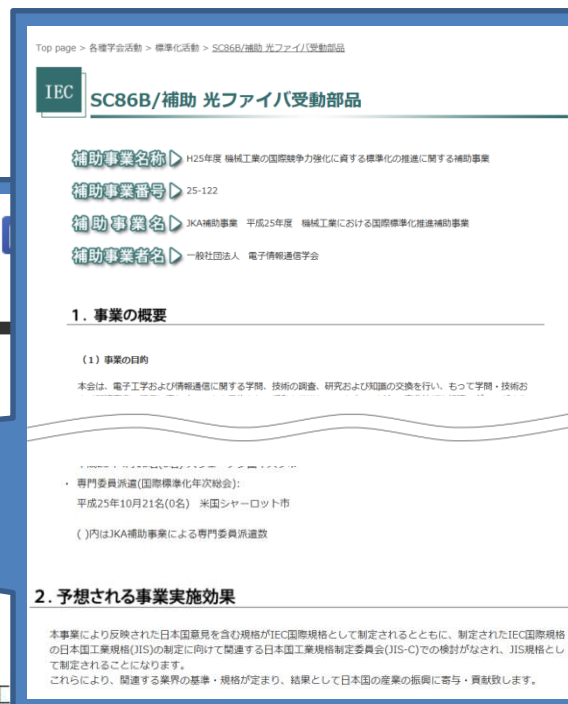 Top page > 各種学会活動 > 標準化活動 > SC86B/補助 光ファイバ受動部品
IEC
SC86B/補助 光ファイバ受動部品
補助事業名称 H25年度 機械工業の国際競争力強化に資する標準化の推進に関する補助事業
補助事業番号 25-122
補助事業名 JKA補助事業 平成25年度 機械工業における国際標準化推進補助事業
補助事業者名 一般社団法人 電子情報通信学会
1. 事業の概要
（1）事業の目的
本会は、電子工学および情報通信に関する学問、技術の調査、研究および知識の交換を行い、もって学問・技術お
・ 専門委員派遣(国際標準化年次総会):
平成25年10月21名(0名) 米国シャーロット市
( )内はJKA補助事業による専門委員派遣数
2. 予想される事業実施効果
本事業により反映された日本国意見を含む規格がIEC国際規格として制定されるとともに、制定されたIEC国際規格
の日本国工業規格(JIS)の制定に向けて関連する日本国工業規格制定委員会(JIS-C)での検討がなされ、JIS規格とし
て制定されることになります。
これらにより、関連する業界の基準・規格が定まり、結果として日本国の産業の振興に寄与・貢献致します。